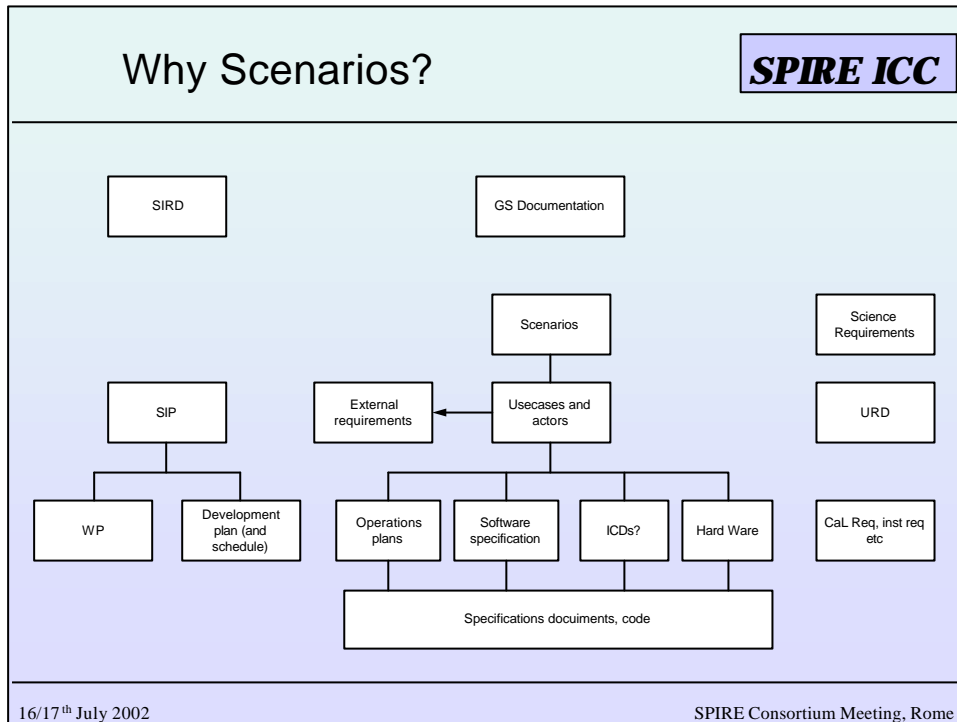 Why Scenarios?
SPIRE ICC
SIRD
GS Documentation
Scenarios
Science
Requirements
SIP
External
requirements
Usecases and
actors
URD
WP
Development
plan (and
schedule)
Operations
plans
Software
specification
ICDs?
Hard Ware
CaL Req, inst req
etc
Specifications docuiments, code
16/17th July 2002
SPIRE Consortium Meeting, Rome